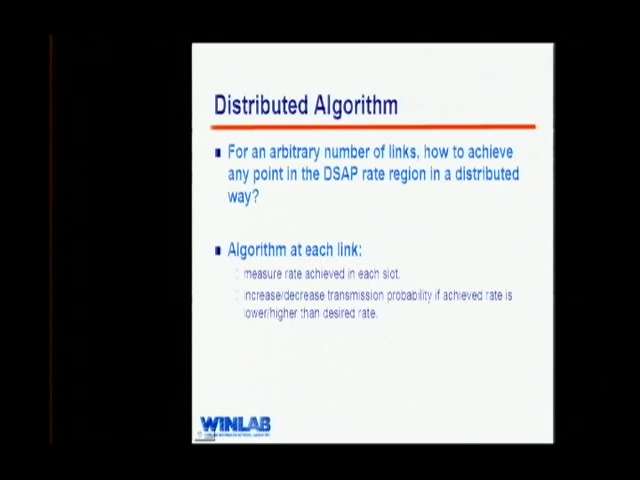 Distributed Algorithm
For an arbitrary number of links, how to achieve
any point in the DSAP rate region in a distributed
way?
Algorithm at each link:
measure rate achieved in each slot.
increase/decrease transmission probability if achieved rate is
lower/higher than desired rate.
WINLAB